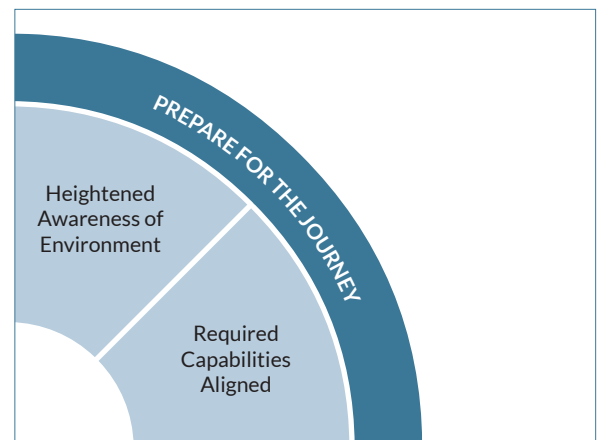 PREPARE FOR THE JOURNEY
Heightened
Awareness of
Environment
Required
Capabilities
Aligned